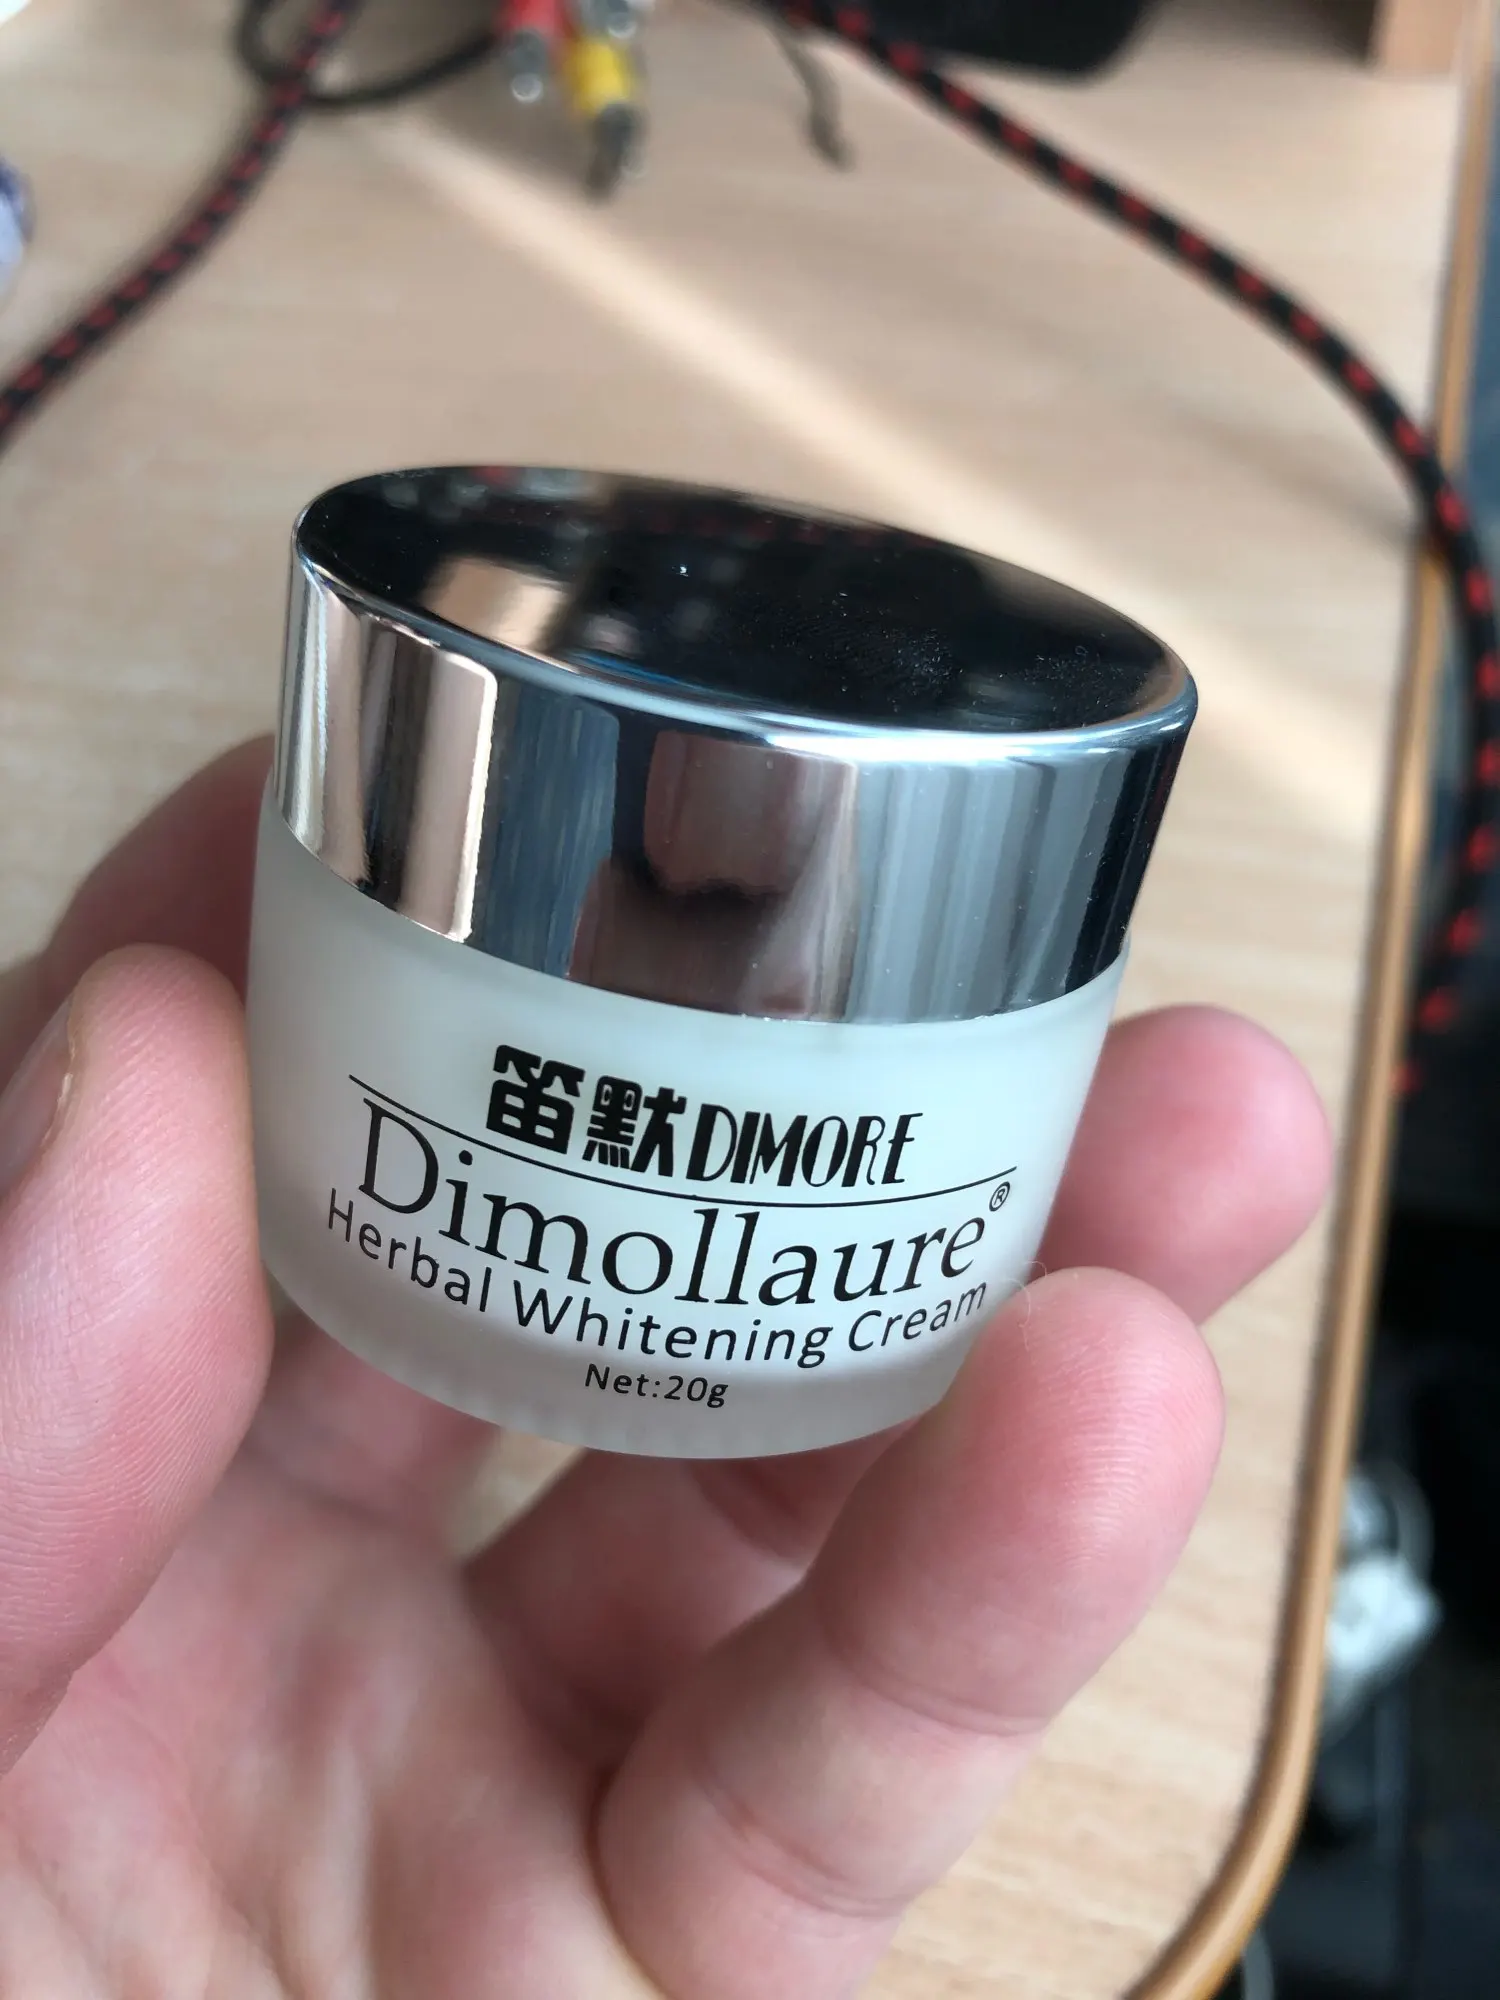 笛默DIMORE
Dimollaure®
Herbal Whitening Cream
Net:20g